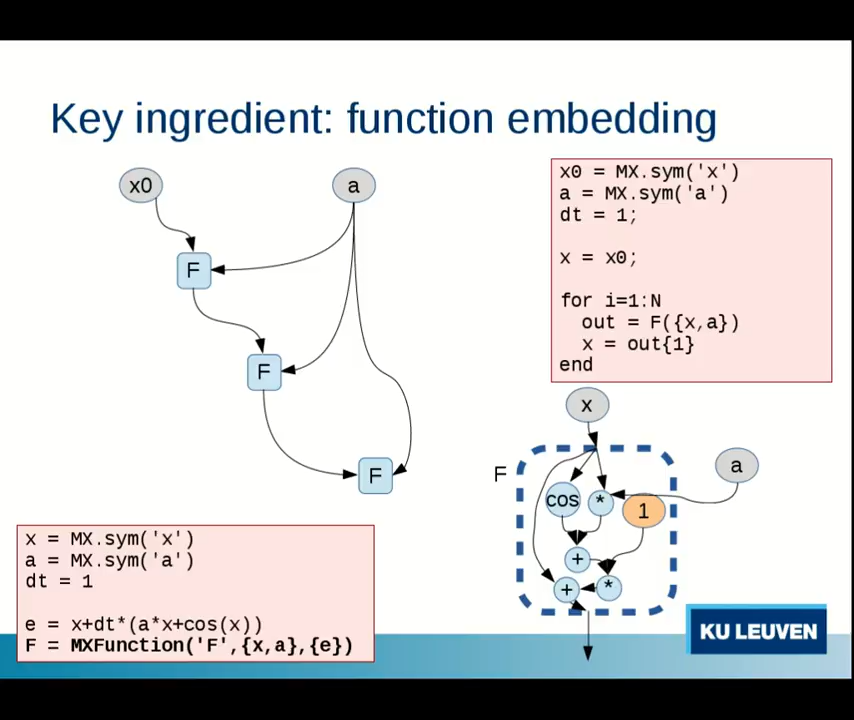 Key ingredient: function embedding
x0
a
F
F
F
x0 = MX.sym('x')
a = MX.sym('a')
dt = 1;
x = x0;
for i=1:N
out = F({x,a})
x = out{1}
end
x
F
a
cos
*
1
+
+
*
x = MX.sym('x')
a = MX.sym('a')
dt = 1
e = x+dt*(a*x+cos(x))
F = MXFunction('F',{x,a},{e})
KU LEUVEN